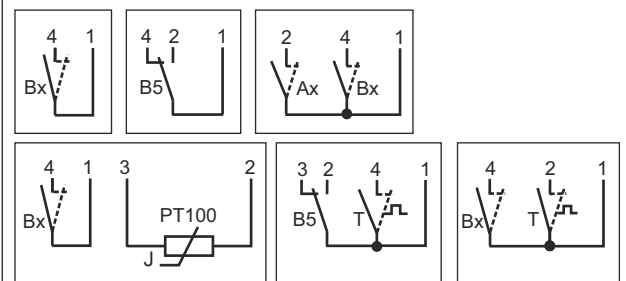 4 1
Bx
4 2 1
B5
2 4 1
Ax Bx
4 1 3 2
Bx PT100
J
3 2 4 1
B5 T
4 2 1
Bx T